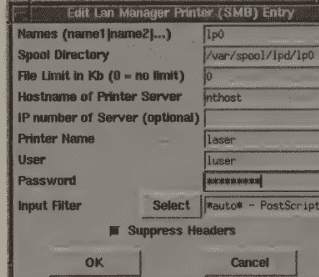 Edit Lan Manager Printer (SMB) Entry
Names (name1|name2|...) lp0
Spool Directory /var/spool/lpd/lp0
File Limit in Kb (0 = no limit) 0
Hostname of Printer Server nthost
IP number of Server (optional)
Printer Name laser
User luser
Password *********
Input Filter Select *auto* - PostScript
Suppress Headers
OK Cancel